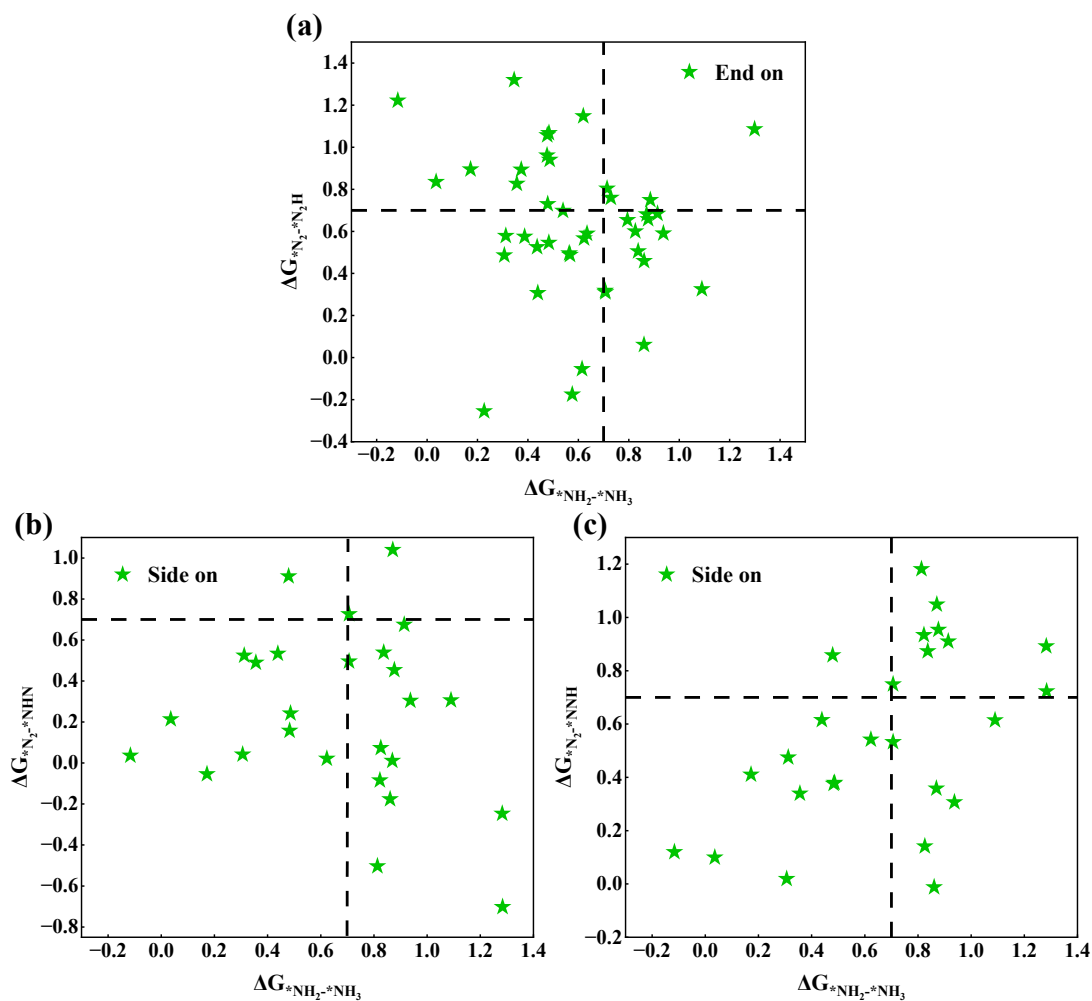 (a)
End on
1.4
1.2
1.0
0.8
0.6
0.4
0.2
0.0
−0.2
−0.4
ΔG*N₂-*N₂H
−0.2 0.0 0.2 0.4 0.6 0.8 1.0 1.2 1.4
ΔG*NH₂-*NH₃
(b)
Side on
1.0
0.8
0.6
0.4
0.2
0.0
−0.2
−0.4
−0.6
−0.8
ΔG*N₂-*NHN
−0.2 0.0 0.2 0.4 0.6 0.8 1.0 1.2 1.4
ΔG*NH₂-*NH₃
(c)
Side on
1.2
1.0
0.8
0.6
0.4
0.2
0.0
−0.2
ΔG*N₂-*NNH
−0.2 0.0 0.2 0.4 0.6 0.8 1.0 1.2 1.4
ΔG*NH₂-*NH₃